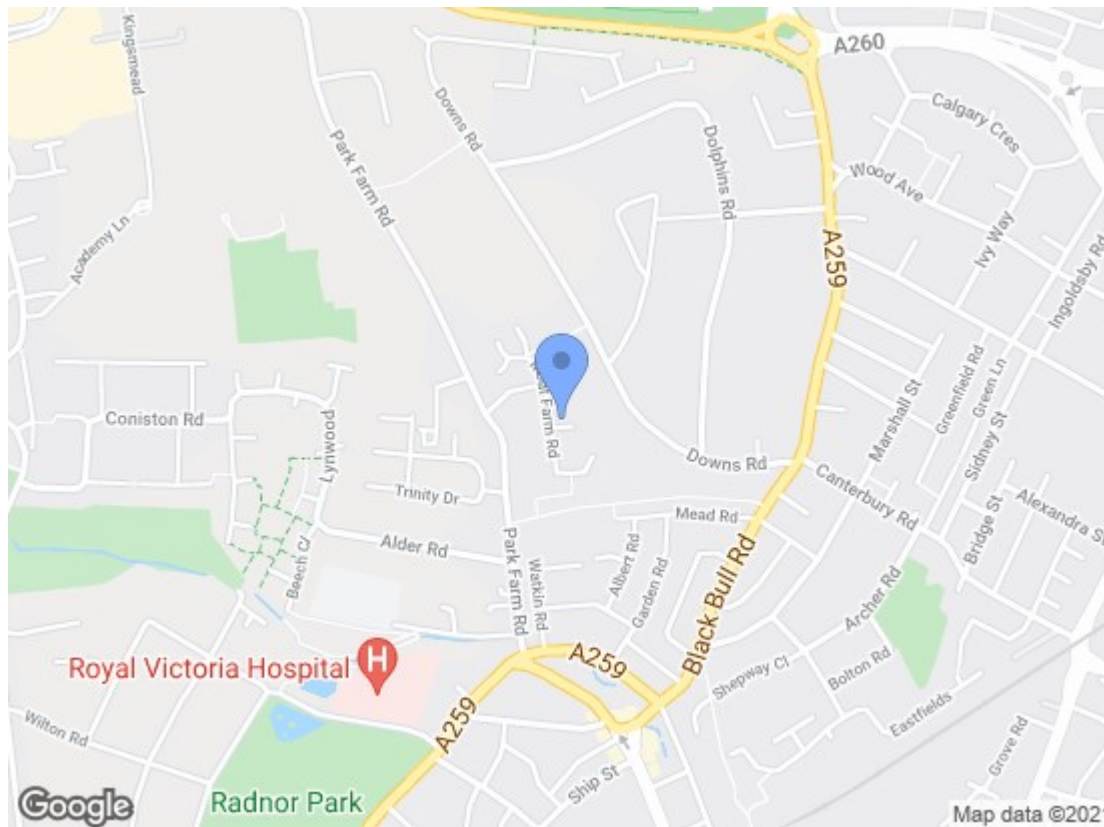 Kingsmead
A260
Downs Rd
Calgary Cres
Park Farm Rd
Dolphins Rd
Wood Ave
Academy Ln
Ivy Way
A259
Ingoldsby Rd
Farm Rd
Greenfield Rd
Green Ln
Marshall St
Sidney St
Coniston Rd
Lynwood
Downs Rd
Canterbury Rd
Trinity Dr
Mead Rd
Bridge St
Alexandra St
Alder Rd
Beech Cl
Park Farm Rd
Watkin Rd
Albert Rd
Garden Rd
Black Bull Rd
Archer Rd
Royal Victoria Hospital
H
A259
Shepway Cl
Bolton Rd
Eastfields
Wilton Rd
A259
Grove Rd
Ship St
Radnor Park
Google
Map data ©2021